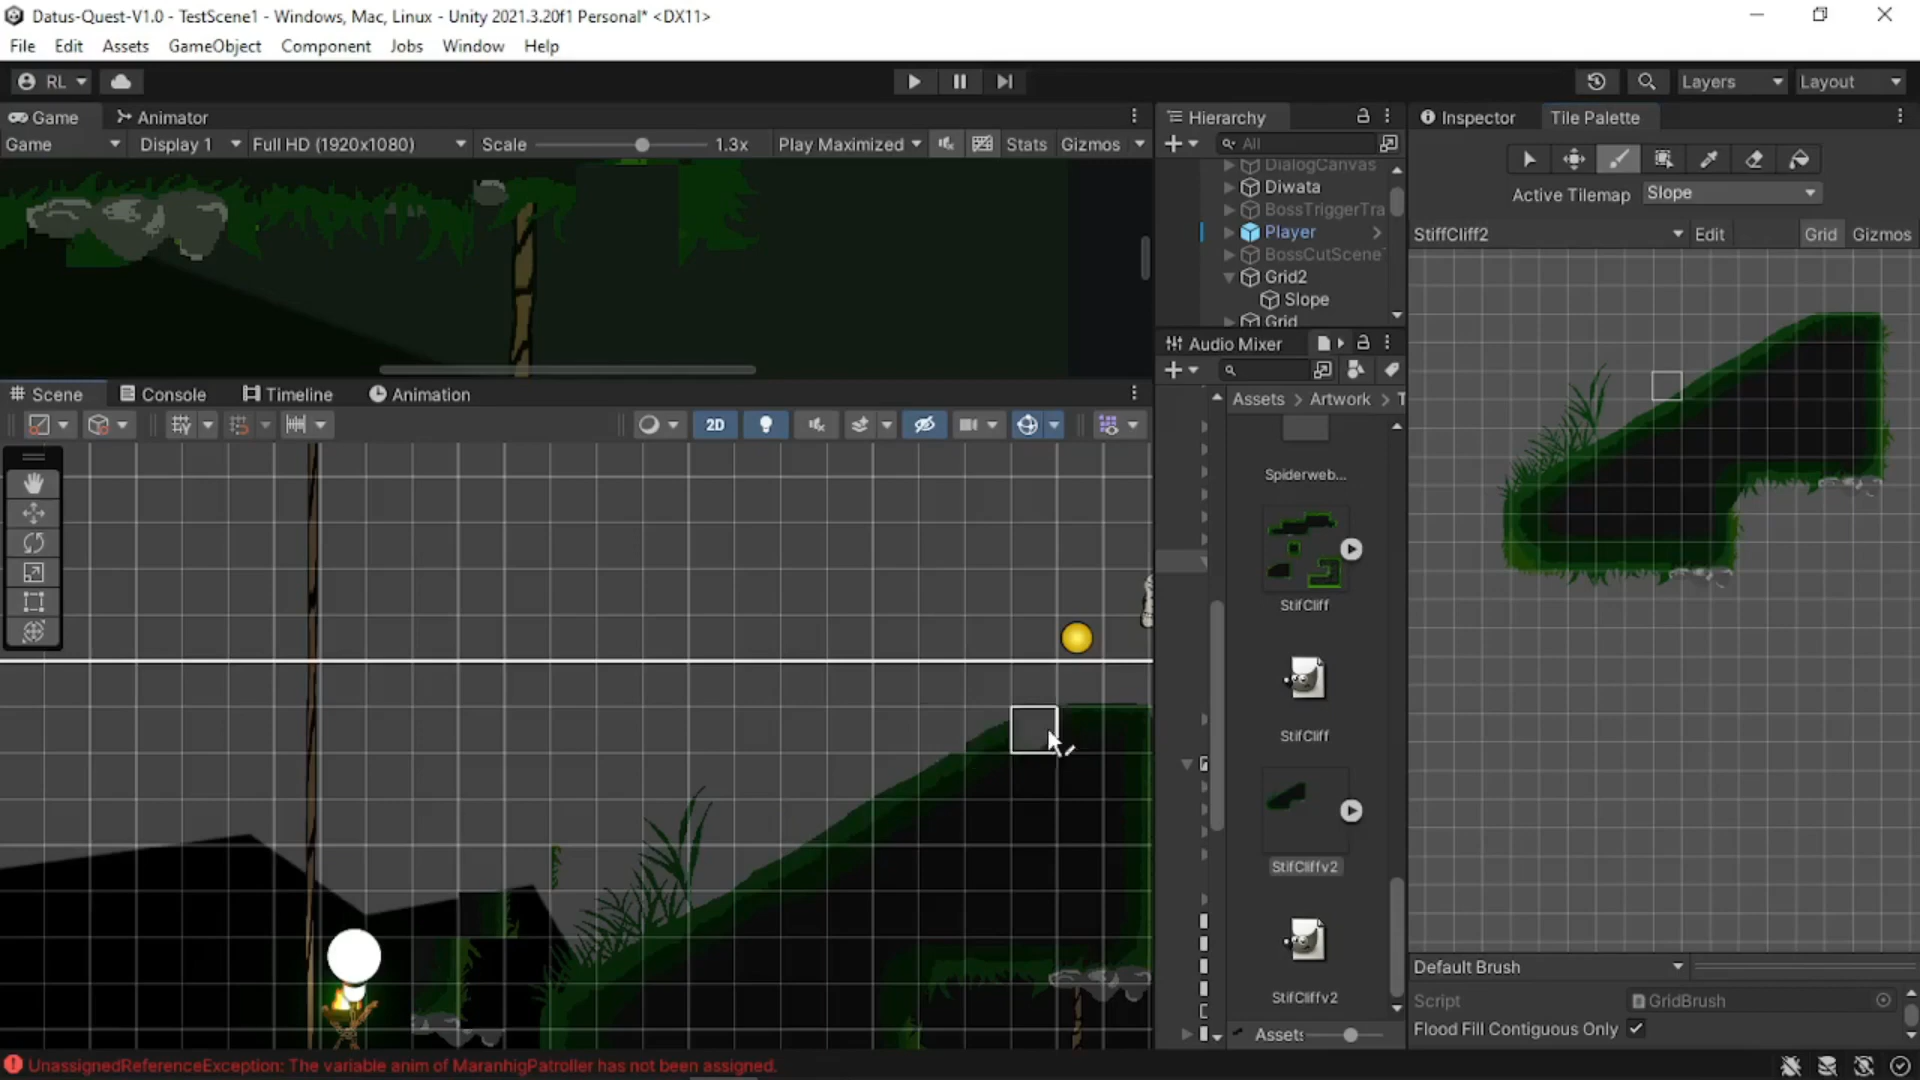 Datus-Quest-V1.0 - TestScene1 - Windows, Mac, Linux - Unity 2021.3.20f1 Personal* <DX11>
File Edit Assets GameObject Component Jobs Window Help
RL Layers Layout
Game Animator
Game Display 1 Full HD (1920x1080) Scale 1.3x Play Maximized Stats Gizmos
Hierarchy
All
DialogCanvas
Diwata
BossTriggerTra
Player
BossCutScene
Grid2
Slope
Grid
Inspector Tile Palette
Active Tilemap Slope
StiffCliff2 Edit Grid Gizmos
Audio Mixer
Assets > Artwork > T
Spiderweb...
StifCliff
StifCliff
StifCliffv2
StifCliffv2
Assets
Scene Console Timeline Animation
2D
Default Brush
Script GridBrush
Flood Fill Contiguous Only
UnassignedReferenceException: The variable anim of MaranhigPatroller has not been assigned.